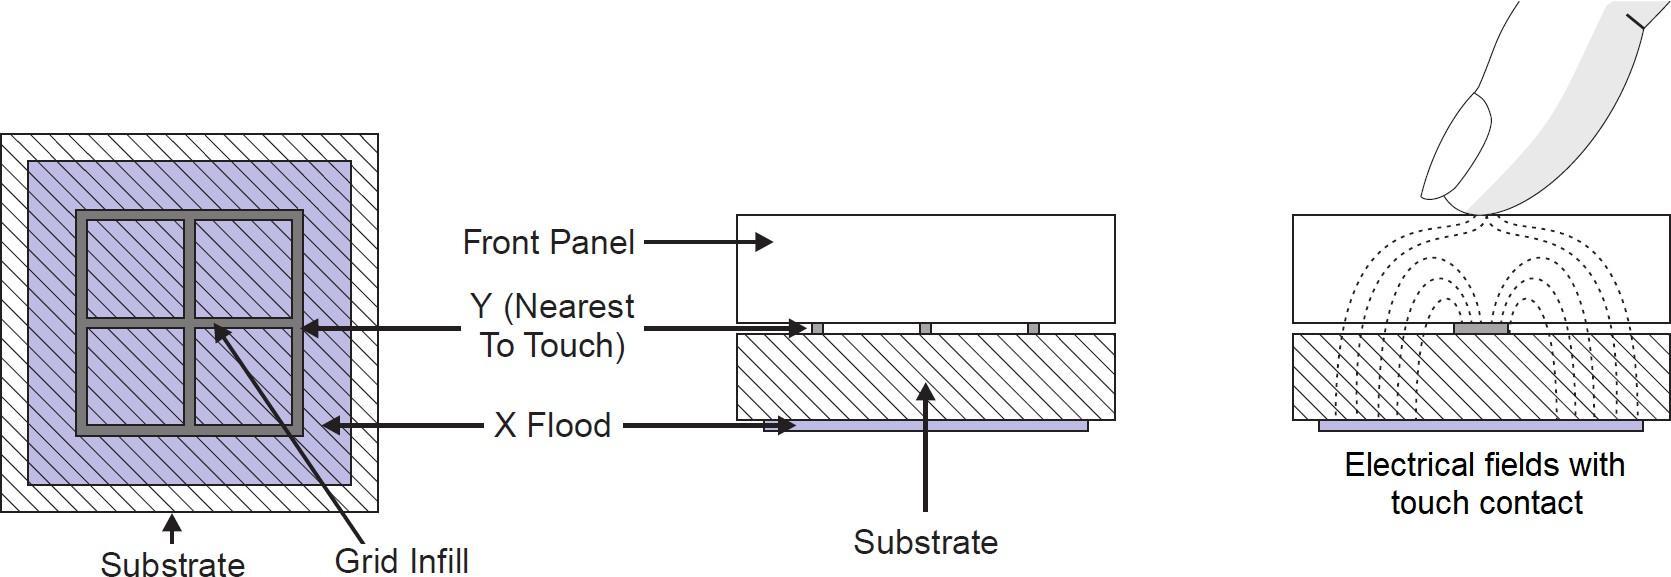 Front Panel
Y (Nearest
To Touch)
X Flood
Substrate
Grid Infill
Substrate
Electrical fields with
touch contact